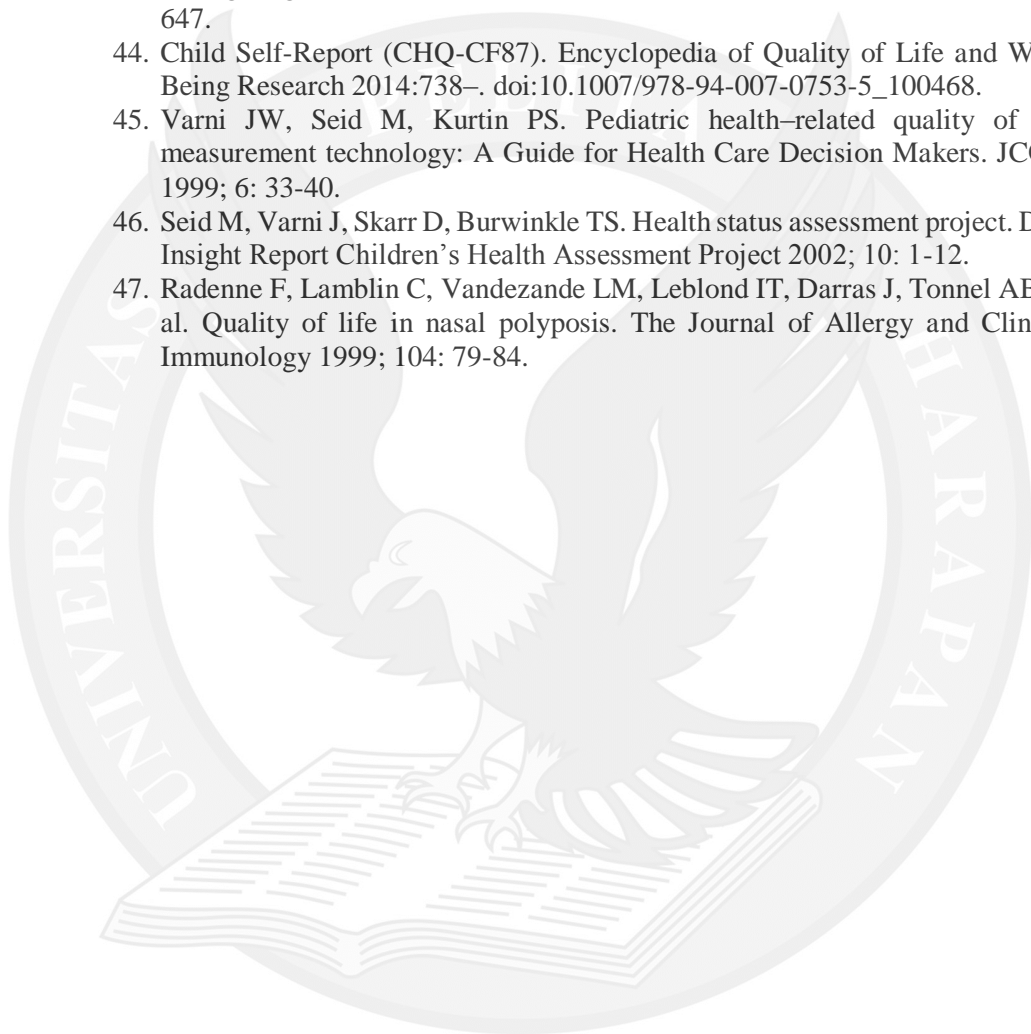 647.
44. Child Self-Report (CHQ-CF87). Encyclopedia of Quality of Life and W
Being Research 2014:738–. doi:10.1007/978-94-007-0753-5_100468.
45. Varni JW, Seid M, Kurtin PS. Pediatric health–related quality of
measurement technology: A Guide for Health Care Decision Makers.
1999; 6: 33-40.
46. Seid M, Varni J, Skarr D, Burwinkle TS. Health status assessment project.
Insight Report Children’s Health Assessment Project 2002; 10: 1-12.
47. Radenne F, Lamblin C, Vandezande LM, Leblond IT, Darras J, Tonnel
al. Quality of life in nasal polyposis. The Journal of Allergy and Clin
Immunology 1999; 104: 79-84.
UNIVERSITAS
PELITA
HARAPAN